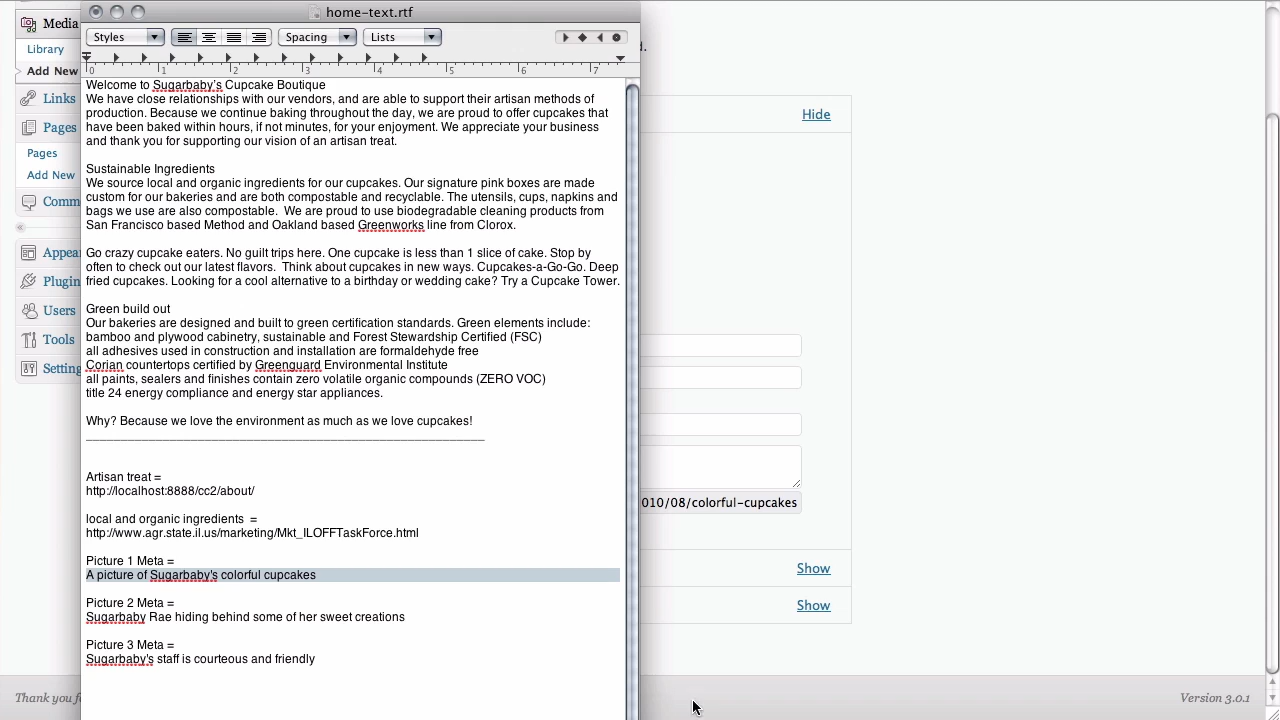 home-text.rtf
Styles
Spacing
Lists
0 1 2 3 4 5 6 7
Welcome to Sugarbaby's Cupcake Boutique
We have close relationships with our vendors, and are able to support their artisan methods of
production. Because we continue baking throughout the day, we are proud to offer cupcakes that
have been baked within hours, if not minutes, for your enjoyment. We appreciate your business
and thank you for supporting our vision of an artisan treat.
Sustainable Ingredients
We source local and organic ingredients for our cupcakes. Our signature pink boxes are made
custom for our bakeries and are both compostable and recyclable. The utensils, cups, napkins and
bags we use are also compostable.  We are proud to use biodegradable cleaning products from
San Francisco based Method and Oakland based Greenworks line from Clorox.
Go crazy cupcake eaters. No guilt trips here. One cupcake is less than 1 slice of cake. Stop by
often to check out our latest flavors.  Think about cupcakes in new ways. Cupcakes-a-Go-Go. Deep
fried cupcakes. Looking for a cool alternative to a birthday or wedding cake? Try a Cupcake Tower.
Green build out
Our bakeries are designed and built to green certification standards. Green elements include:
bamboo and plywood cabinetry, sustainable and Forest Stewardship Certified (FSC)
all adhesives used in construction and installation are formaldehyde free
Corian countertops certified by Greenguard Environmental Institute
all paints, sealers and finishes contain zero volatile organic compounds (ZERO VOC)
title 24 energy compliance and energy star appliances.
Why? Because we love the environment as much as we love cupcakes!
Artisan treat =
http://localhost:8888/cc2/about/
local and organic ingredients  =
http://www.agr.state.il.us/marketing/Mkt_ILOFFTaskForce.html
Picture 1 Meta =
A picture of Sugarbaby's colorful cupcakes
Picture 2 Meta =
Sugarbaby Rae hiding behind some of her sweet creations
Picture 3 Meta =
Sugarbaby's staff is courteous and friendly
Media
Library
Add New
Links
Pages
Pages
Add New
Comm
Appear
Plugin
Users
Tools
Setting
d.
Hide
010/08/colorful-cupcakes
Show
Show
Thank you f
Version 3.0.1